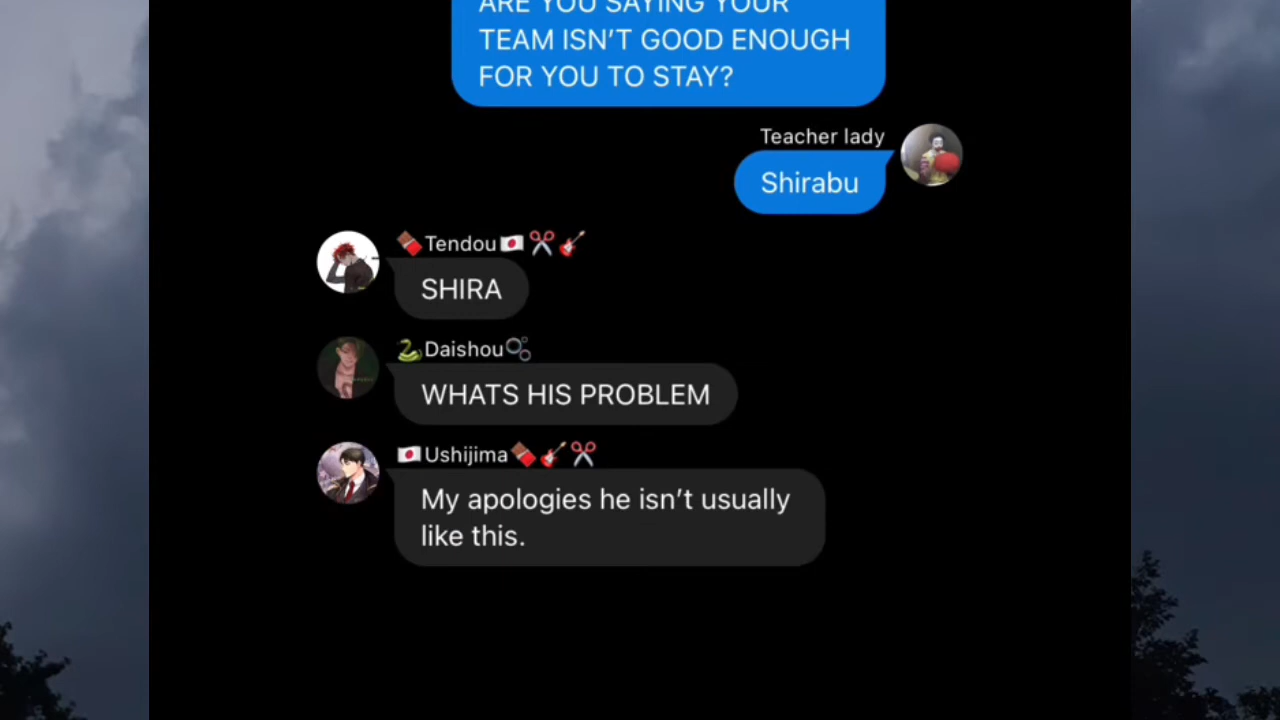 ARE YOU SAYING YOUR
TEAM ISN'T GOOD ENOUGH
FOR YOU TO STAY?
Teacher lady
Shirabu
🍫Tendou🇯🇵✂️🎸
SHIRA
🐍Daishou🫧
WHATS HIS PROBLEM
🇯🇵Ushijima🍫🎸✂️
My apologies he isn't usually
like this.